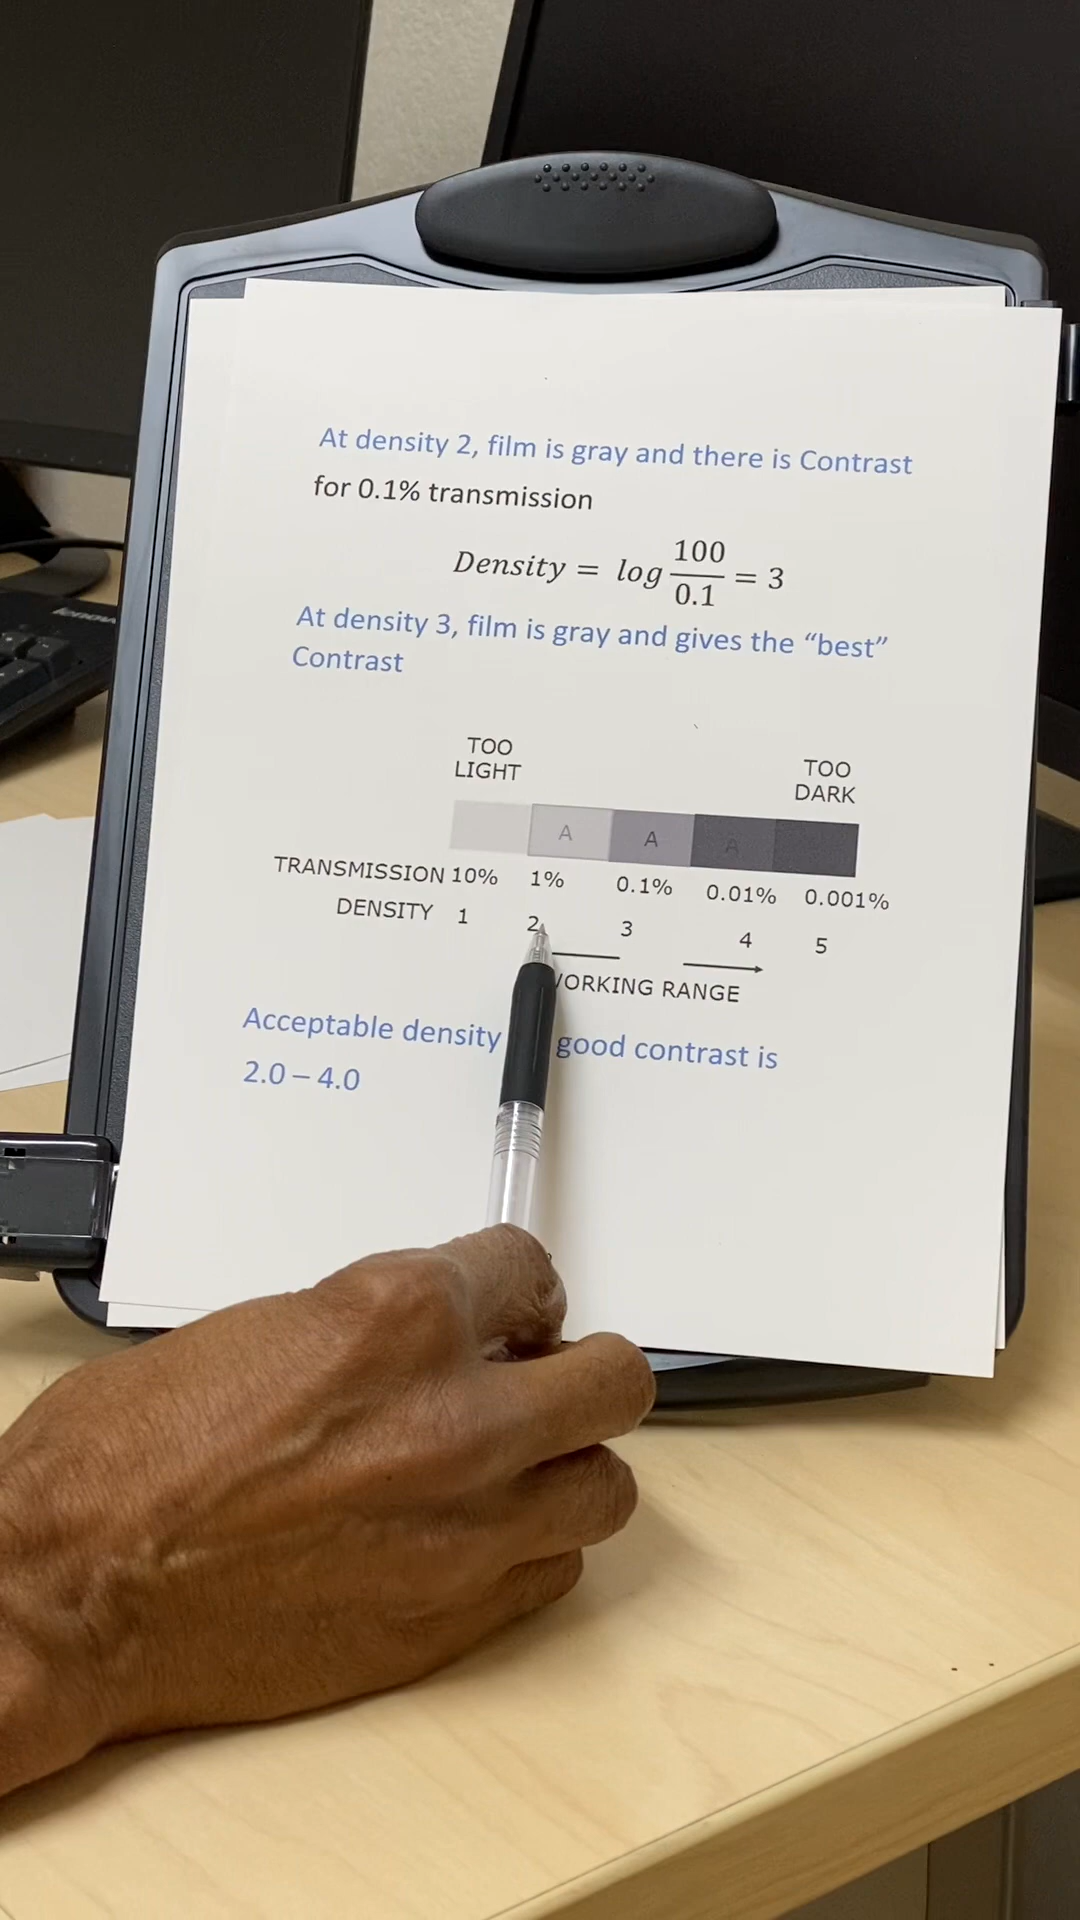 At density 2, film is gray and there is Contrast
for 0.1% transmission
Density = log 100/0.1 = 3
At density 3, film is gray and gives the “best”
Contrast
TOO
LIGHT
TOO
DARK
A A A
TRANSMISSION 10% 1% 0.1% 0.01% 0.001%
DENSITY 1 2 3 4 5
ORKING RANGE
Acceptable density good contrast is
2.0 – 4.0
lenovo